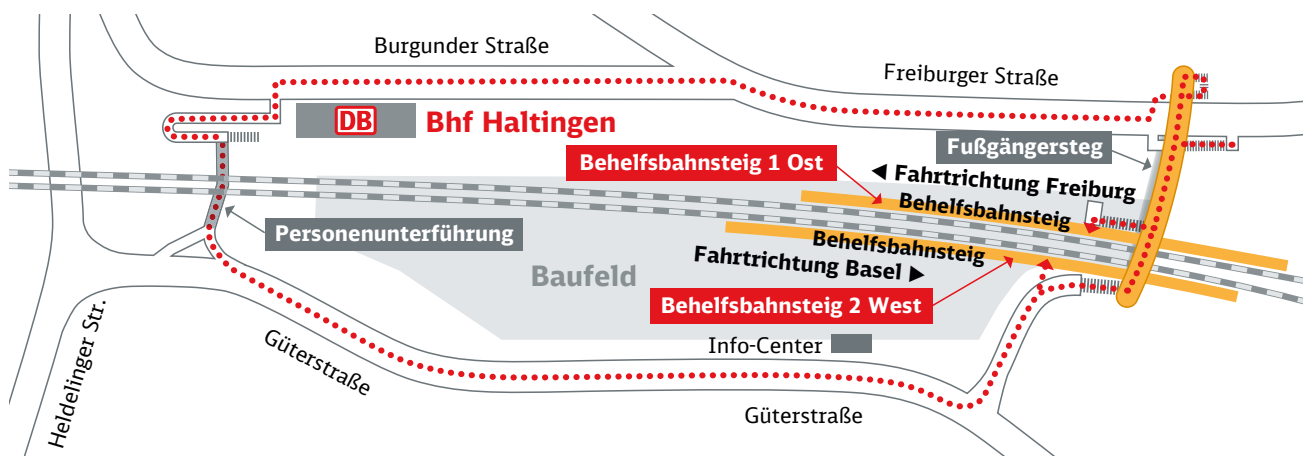 Burgunder Straße
Freiburger Straße
DB Bhf Haltingen
Fußgängersteg
Behelfsbahnsteig 1 Ost
◄ Fahrtrichtung Freiburg
Behelfsbahnsteig
Personenunterführung
Behelfsbahnsteig
Fahrtrichtung Basel ►
Baufeld
Behelfsbahnsteig 2 West
Heldelinger Str.
Güterstraße
Info-Center
Güterstraße